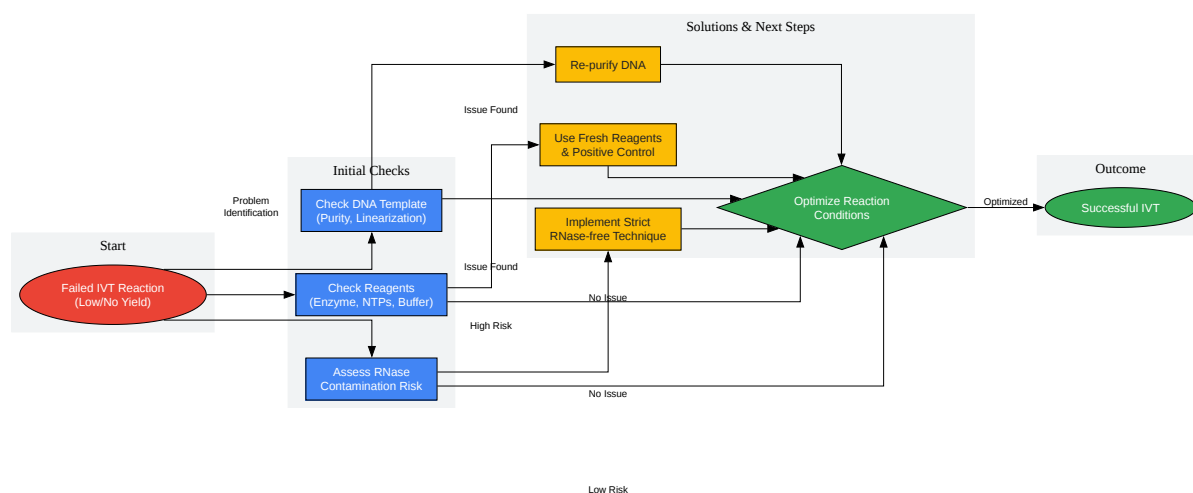 Solutions & Next Steps
Re-purify DNA
Issue Found
Use Fresh Reagents
& Positive Control
Initial Checks
Outcome
Problem
Identification
Check DNA Template
(Purity, Linearization)
Optimize Reaction
Conditions
Optimized
Successful IVT
Implement Strict
RNase-free Technique
Start
Issue Found
Failed IVT Reaction
(Low/No Yield)
Check Reagents
(Enzyme, NTPs, Buffer)
No Issue
High Risk
Assess RNase
Contamination Risk
No Issue
Low Risk